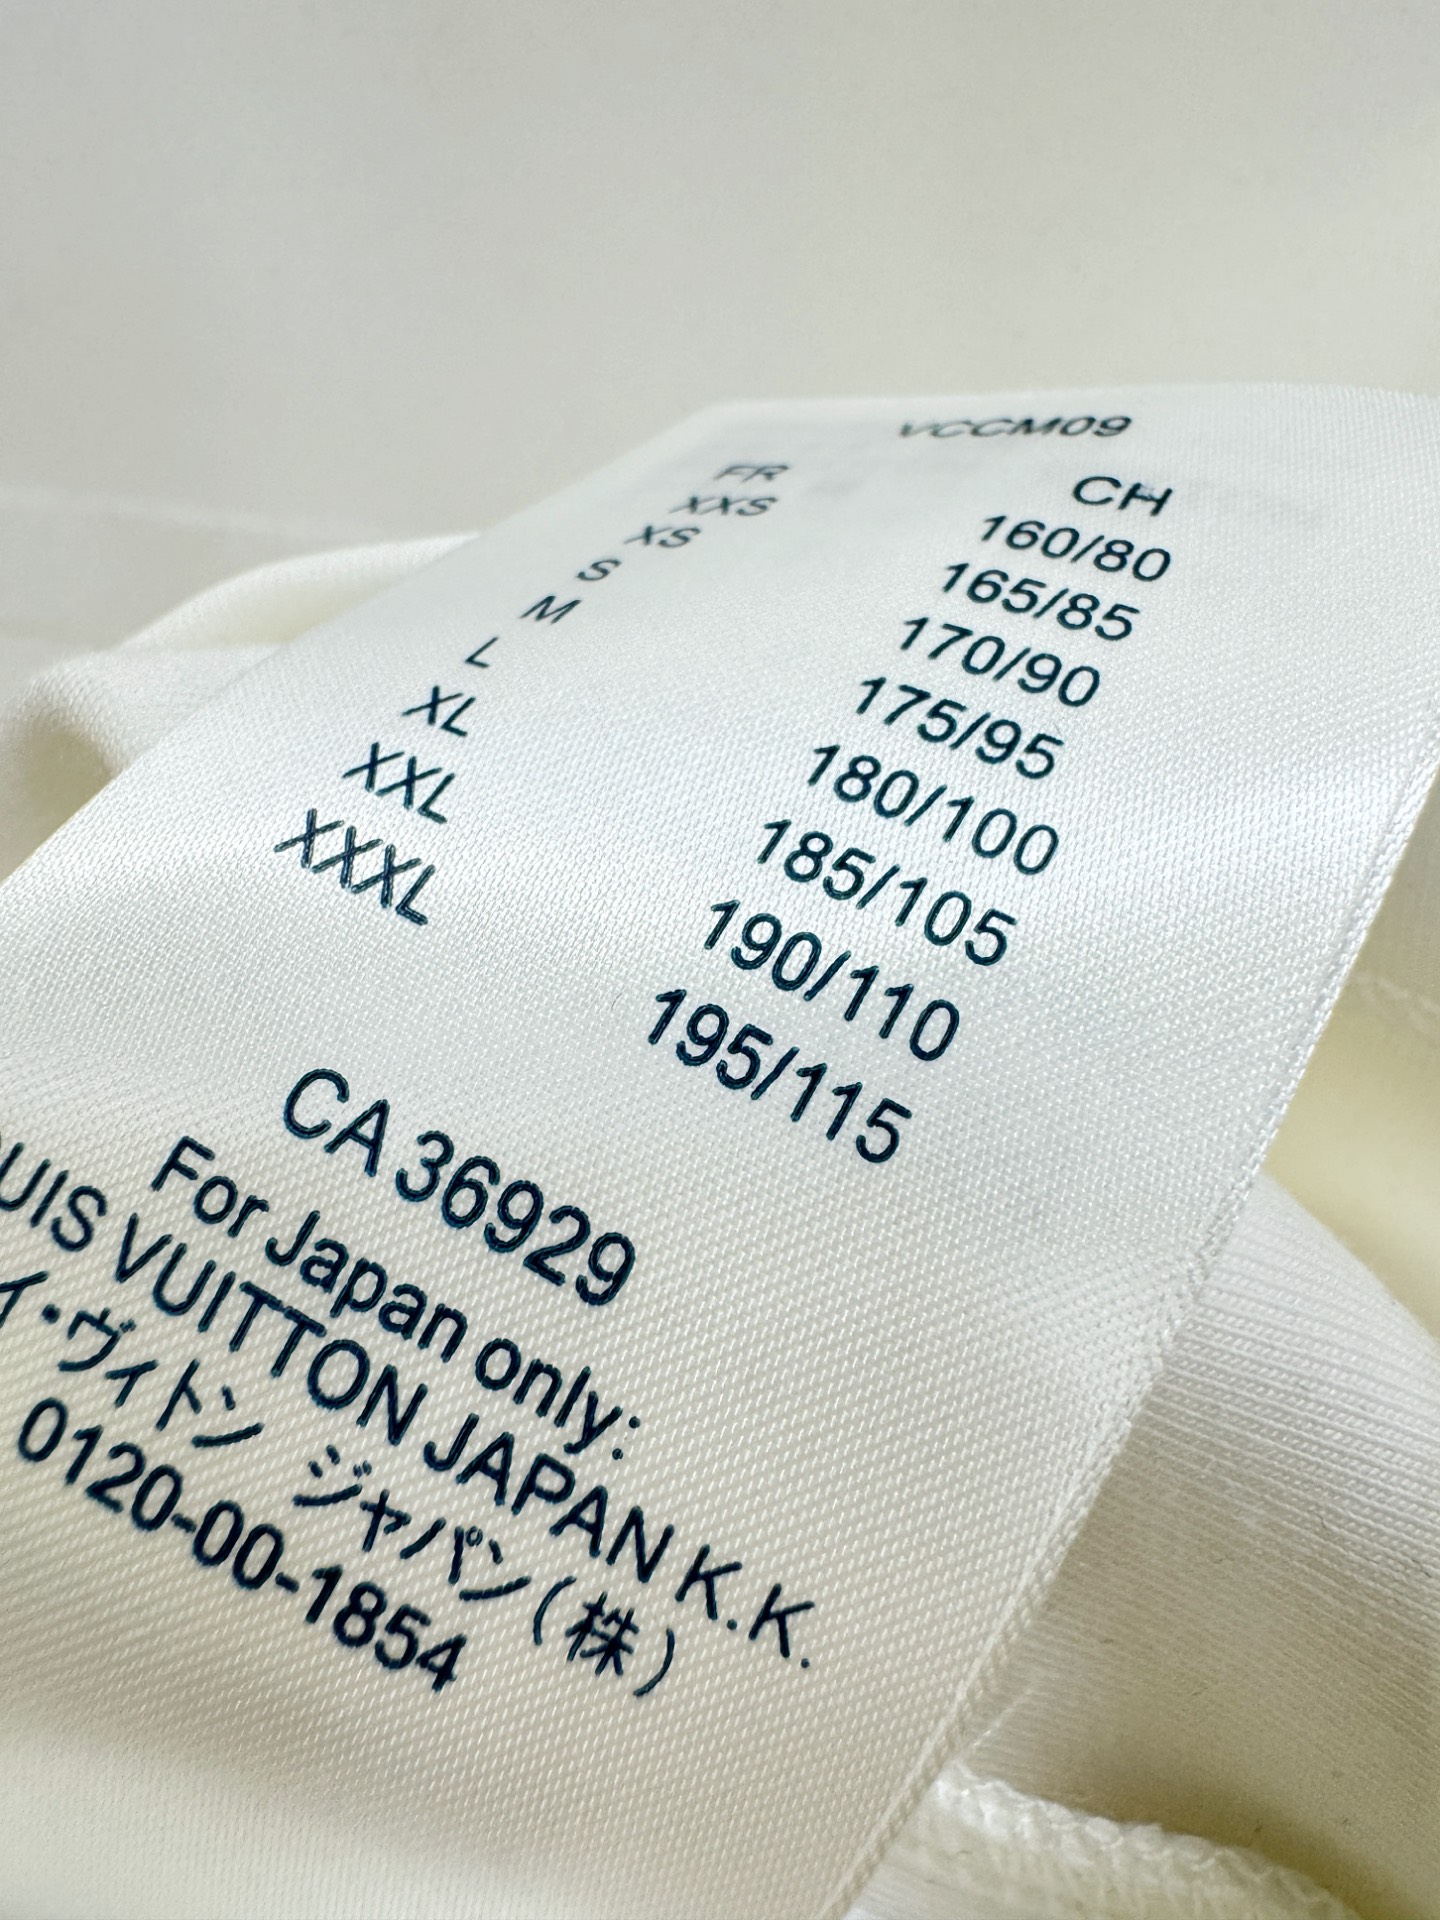 VCCM09
FR CH
XXS 160/80
XS 165/85
S 170/90
M 175/95
L 180/100
XL 185/105
XXL 190/110
XXXL 195/115
CA 36929
For Japan only:
VUITTON JAPAN K.K.
ヴィトン ジャパン(株)
0120-00-1854